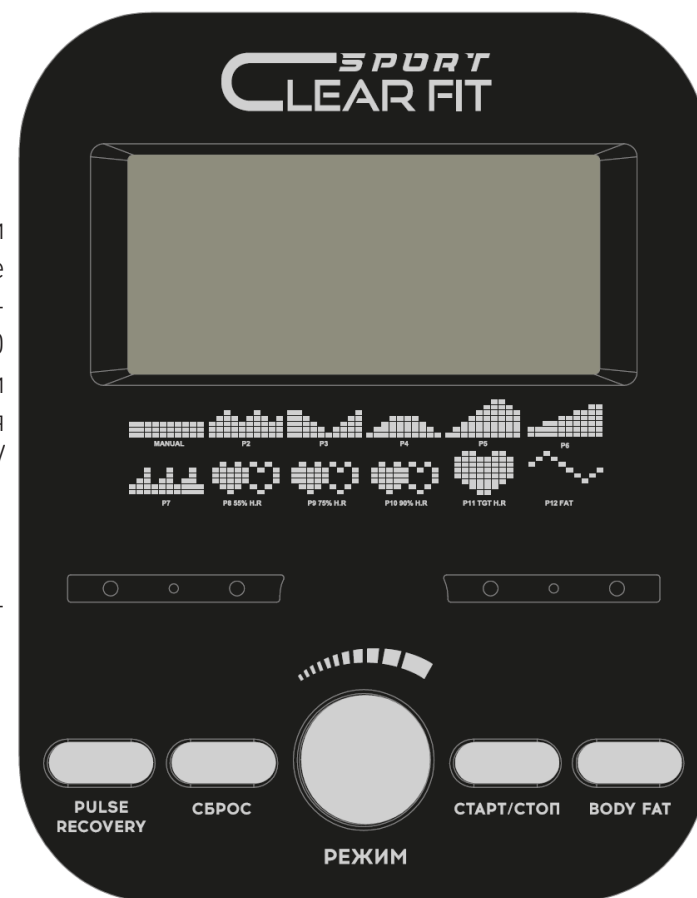 SPORT
CLEAR FIT
MANUAL P2 P3 P4 P5 P6
P7 P8 55% H.R P9 75% H.R P10 90% H.R P11 TGT H.R P12 FAT
PULSE RECOVERY
СБРОС
РЕЖИМ
СТАРТ/СТОП
BODY FAT